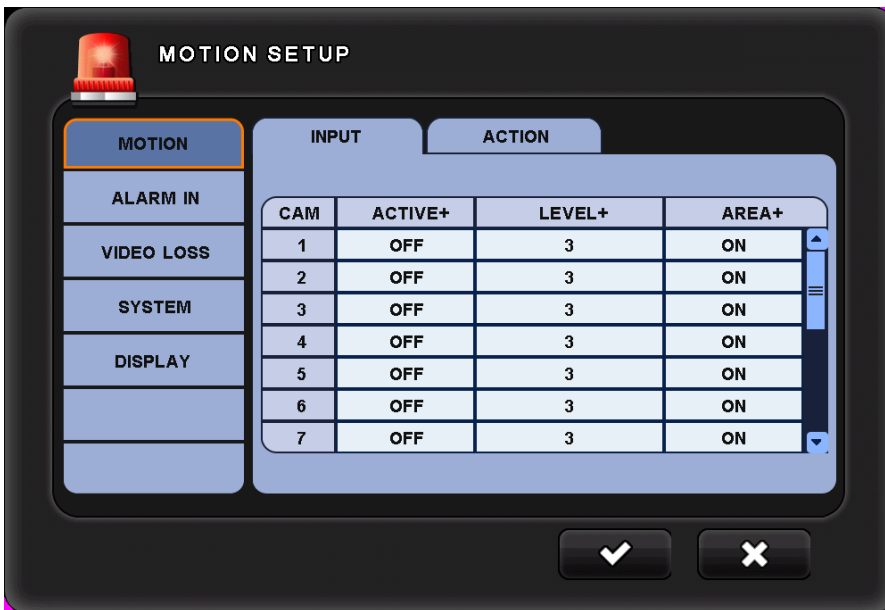 MOTION SETUP
MOTION
ALARM IN
VIDEO LOSS
SYSTEM
DISPLAY
INPUT ACTION
CAM ACTIVE+ LEVEL+ AREA+
1 OFF 3 ON
2 OFF 3 ON
3 OFF 3 ON
4 OFF 3 ON
5 OFF 3 ON
6 OFF 3 ON
7 OFF 3 ON